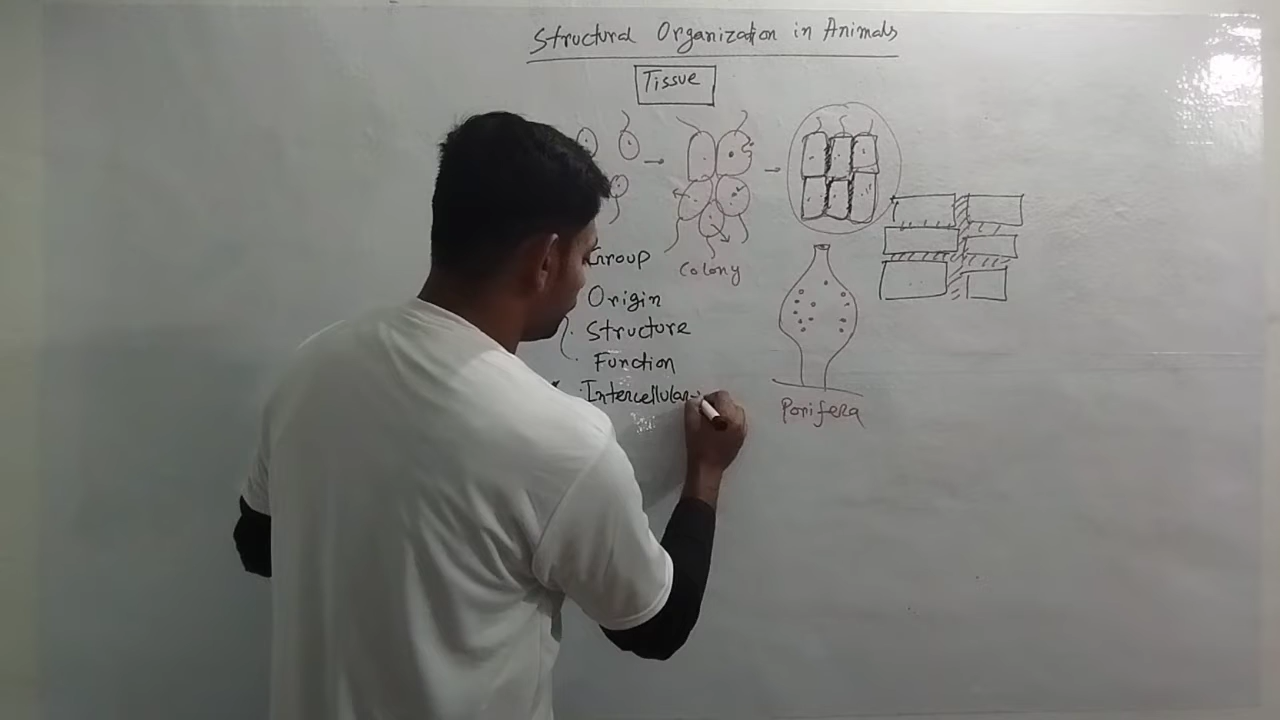 Structural Organization in Animals
Tissue
Group
Colony
Origin
Structure
Function
Intercellular
Porifera